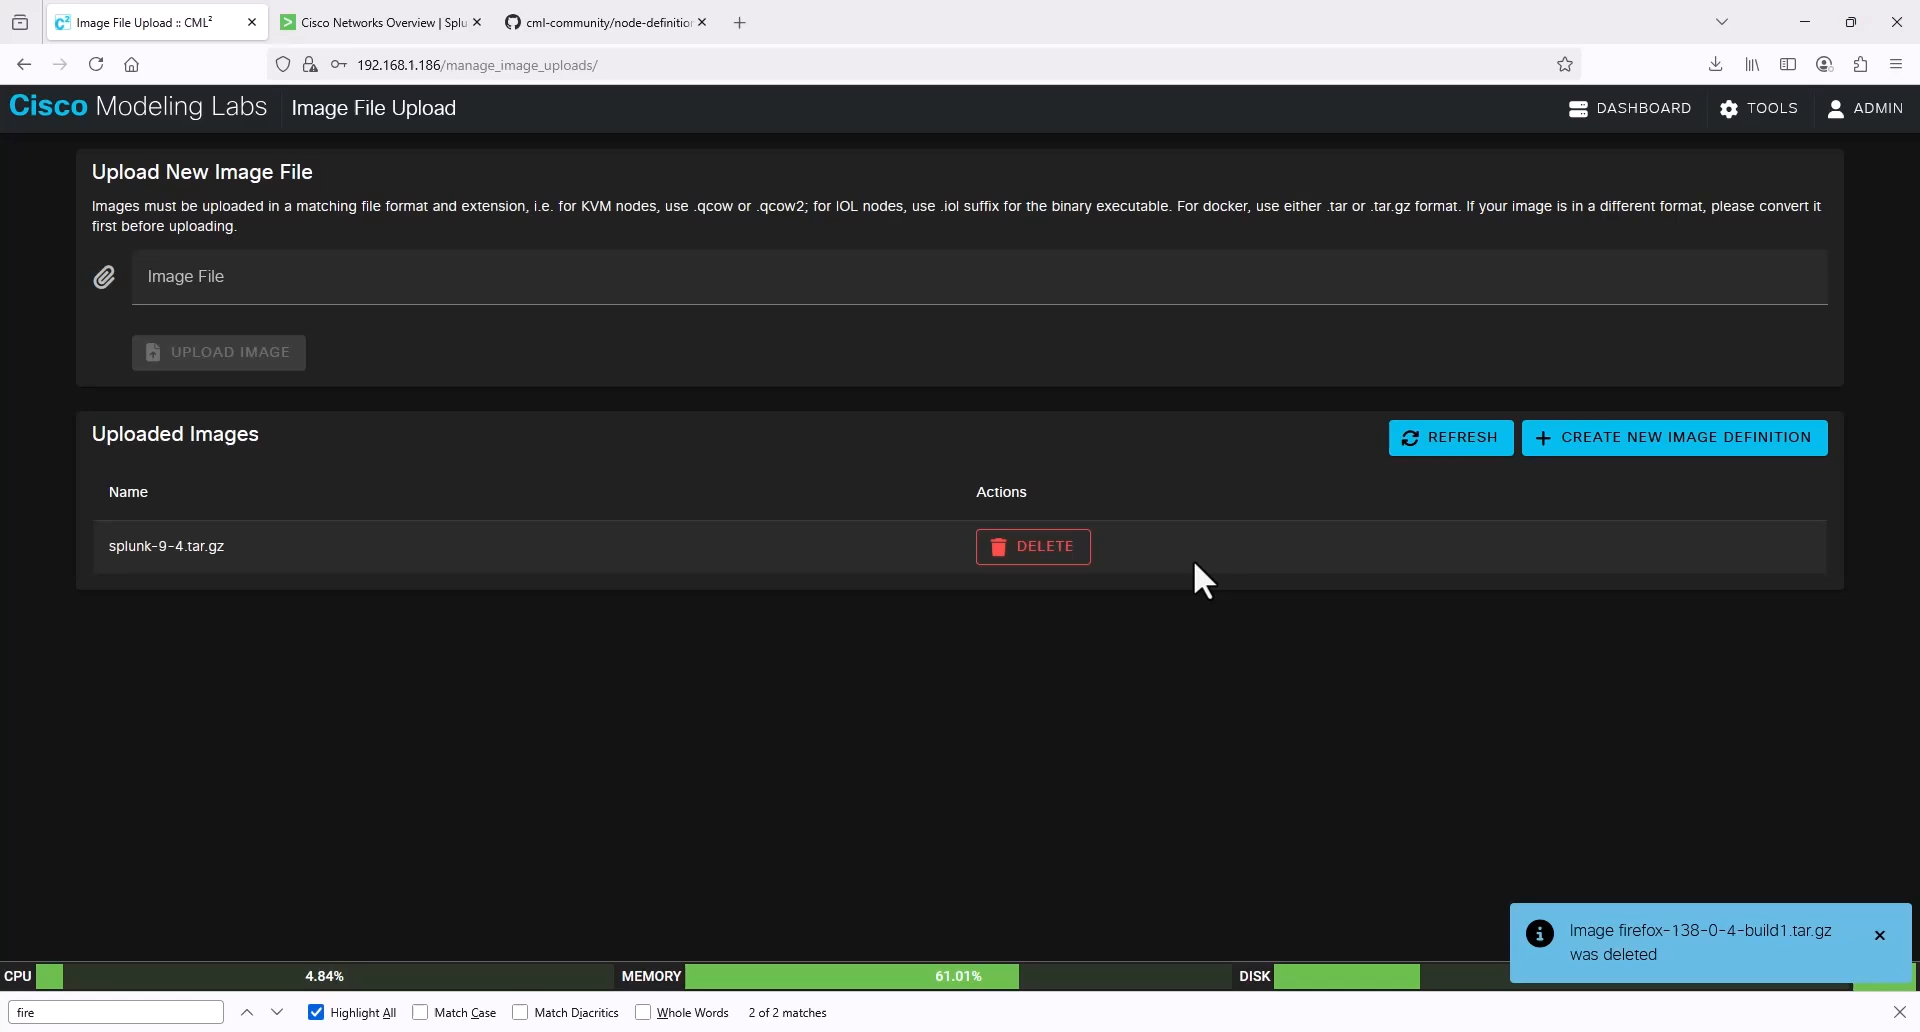 Image File Upload :: CML²
Cisco Networks Overview | Splu
cml-community/node-definition
192.168.1.186/manage_image_uploads/
Cisco Modeling Labs
Image File Upload
DASHBOARD
TOOLS
ADMIN
Upload New Image File
Images must be uploaded in a matching file format and extension, i.e. for KVM nodes, use .qcow or .qcow2; for IOL nodes, use .iol suffix for the binary executable. For docker, use either .tar or .tar.gz format. If your image is in a different format, please convert it
first before uploading.
Image File
UPLOAD IMAGE
Uploaded Images
REFRESH
CREATE NEW IMAGE DEFINITION
Name
Actions
splunk-9-4.tar.gz
DELETE
Image firefox-138-0-4-build1.tar.gz
was deleted
CPU
4.84%
MEMORY
61.01%
DISK
fire
Highlight All
Match Case
Match Diacritics
Whole Words
2 of 2 matches